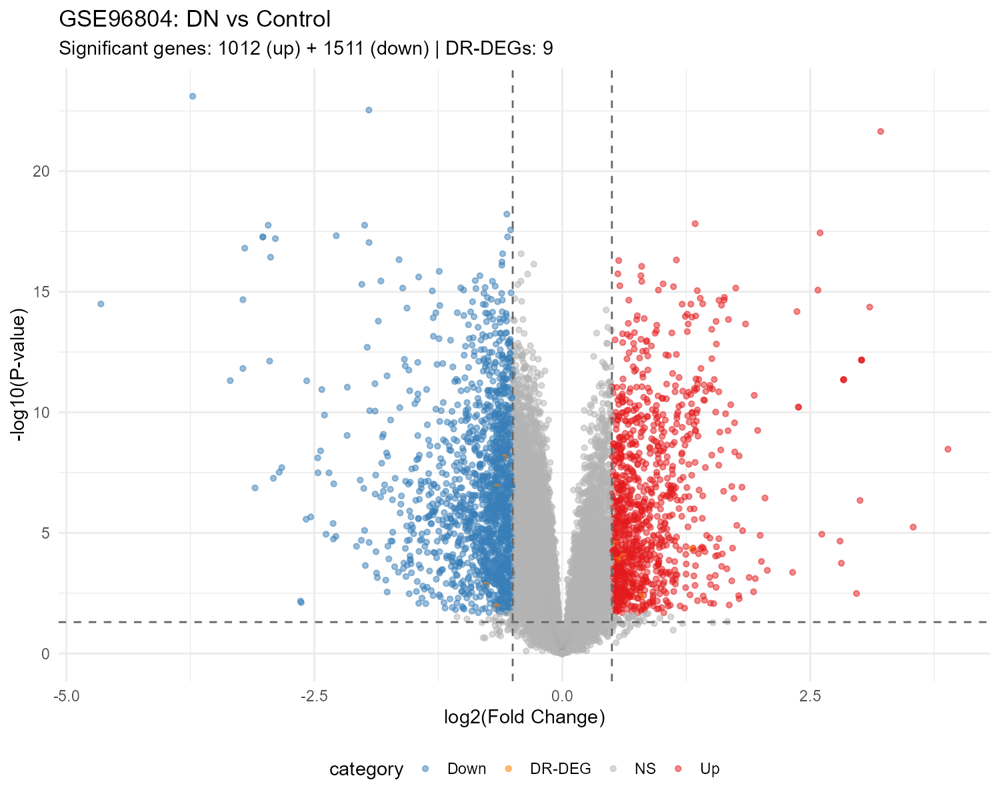 GSE96804: DN vs Control
Significant genes: 1012 (up) + 1511 (down) | DR-DEGs: 9
-log10(P-value)
20
15
10
5
0
-5.0 -2.5 0.0 2.5
log2(Fold Change)
category Down DR-DEG NS Up